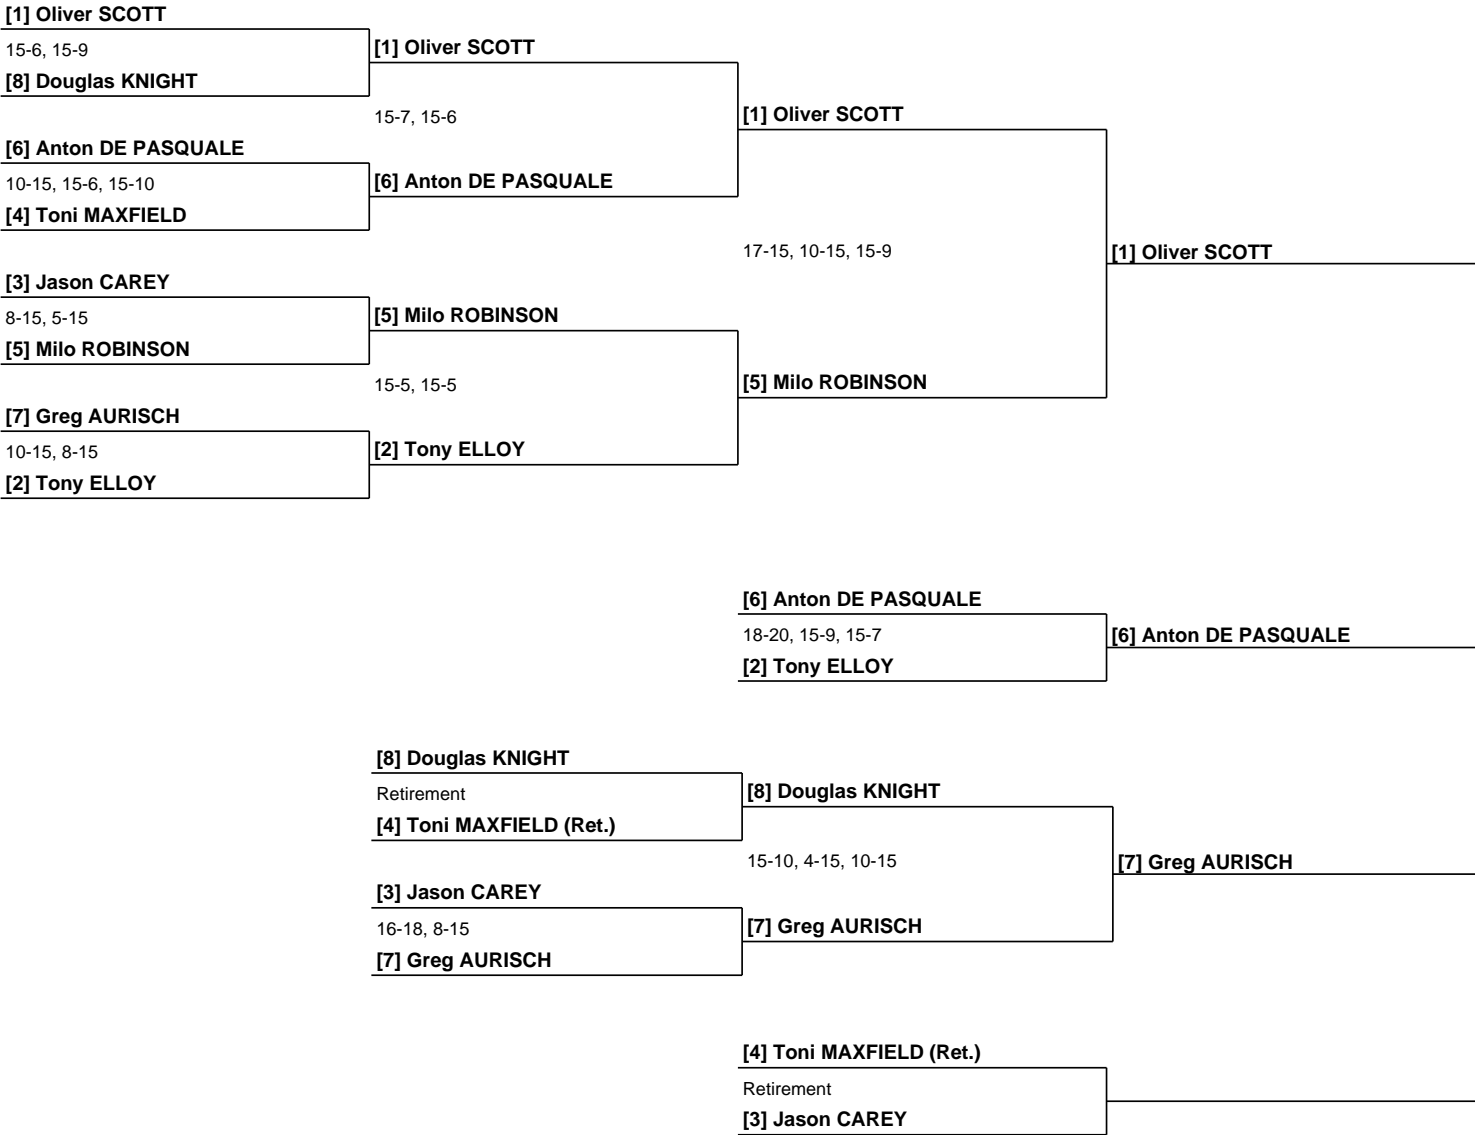 [1] Oliver SCOTT
15-6, 15-9
[8] Douglas KNIGHT
[1] Oliver SCOTT
15-7, 15-6
[6] Anton DE PASQUALE
10-15, 15-6, 15-10
[4] Toni MAXFIELD
[6] Anton DE PASQUALE
[1] Oliver SCOTT
17-15, 10-15, 15-9
[1] Oliver SCOTT
[3] Jason CAREY
8-15, 5-15
[5] Milo ROBINSON
[5] Milo ROBINSON
15-5, 15-5
[5] Milo ROBINSON
[7] Greg AURISCH
10-15, 8-15
[2] Tony ELLOY
[2] Tony ELLOY
[6] Anton DE PASQUALE
18-20, 15-9, 15-7
[2] Tony ELLOY
[6] Anton DE PASQUALE
[8] Douglas KNIGHT
Retirement
[4] Toni MAXFIELD (Ret.)
[8] Douglas KNIGHT
15-10, 4-15, 10-15
[7] Greg AURISCH
[3] Jason CAREY
16-18, 8-15
[7] Greg AURISCH
[7] Greg AURISCH
[4] Toni MAXFIELD (Ret.)
Retirement
[3] Jason CAREY